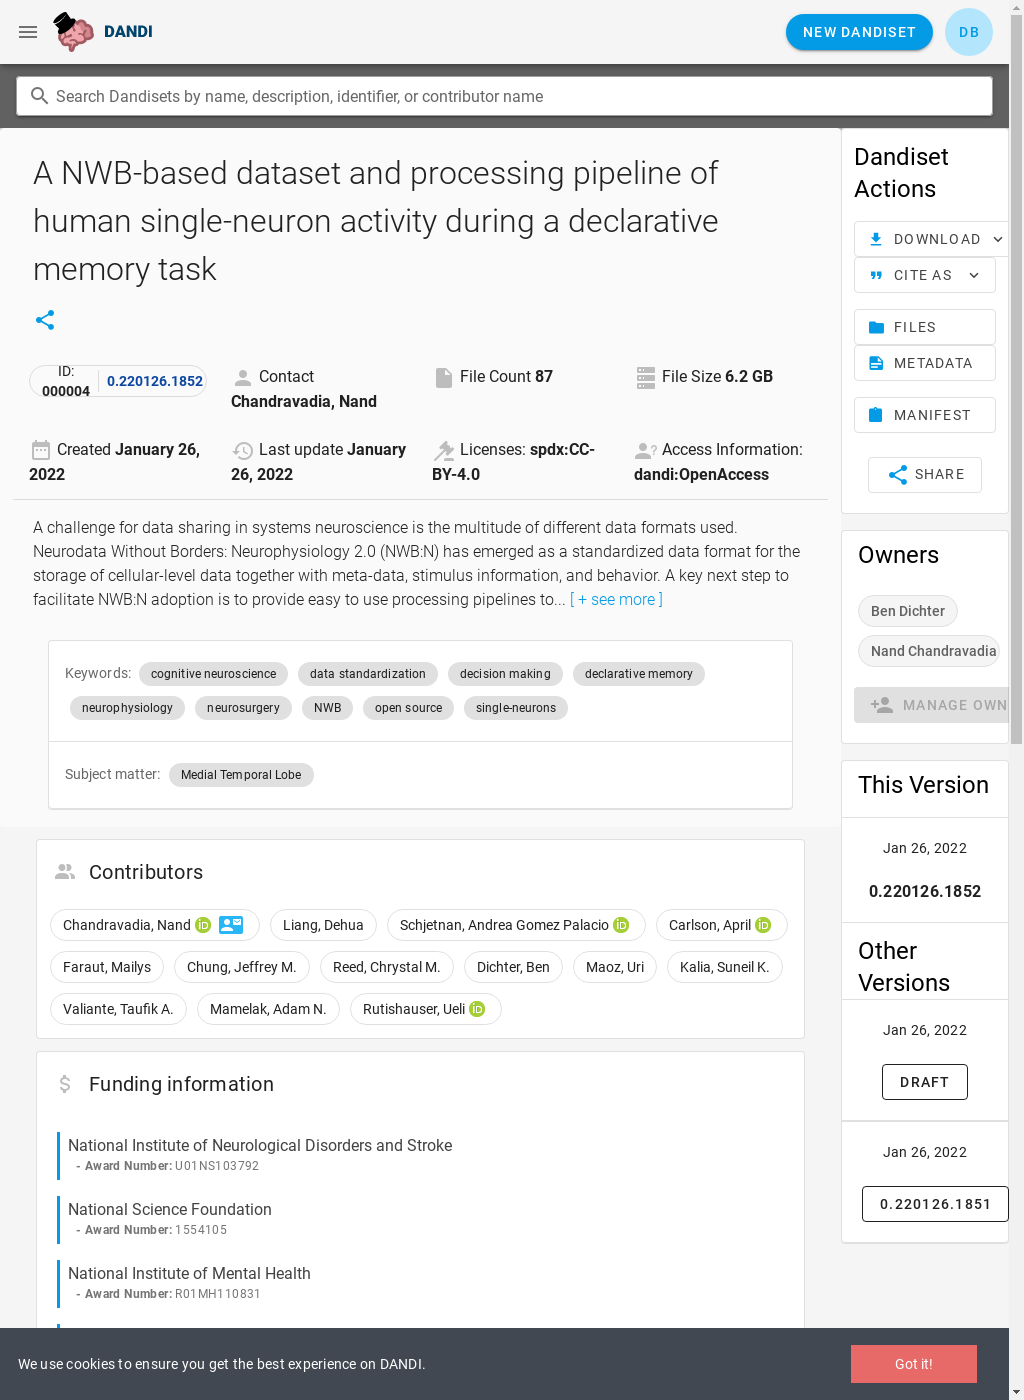 DANDI
NEW DANDISET
DB
Search Dandisets by name, description, identifier, or contributor name
A NWB-based dataset and processing pipeline of
human single-neuron activity during a declarative
memory task
ID:
000004
0.220126.1852
Contact
Chandravadia, Nand
File Count 87
File Size 6.2 GB
Created January 26,
2022
Last update January
26, 2022
Licenses: spdx:CC-
BY-4.0
Access Information:
dandi:OpenAccess
A challenge for data sharing in systems neuroscience is the multitude of different data formats used.
Neurodata Without Borders: Neurophysiology 2.0 (NWB:N) has emerged as a standardized data format for the
storage of cellular-level data together with meta-data, stimulus information, and behavior. A key next step to
facilitate NWB:N adoption is to provide easy to use processing pipelines to... [ + see more ]
Keywords: cognitive neuroscience data standardization decision making declarative memory
neurophysiology neurosurgery NWB open source single-neurons
Subject matter: Medial Temporal Lobe
Contributors
Chandravadia, Nand iD Liang, Dehua Schjetnan, Andrea Gomez Palacio iD Carlson, April iD
Faraut, Mailys Chung, Jeffrey M. Reed, Chrystal M. Dichter, Ben Maoz, Uri Kalia, Suneil K.
Valiante, Taufik A. Mamelak, Adam N. Rutishauser, Ueli iD
Funding information
National Institute of Neurological Disorders and Stroke
- Award Number: U01NS103792
National Science Foundation
- Award Number: 1554105
National Institute of Mental Health
- Award Number: R01MH110831
Dandiset
Actions
DOWNLOAD
CITE AS
FILES
METADATA
MANIFEST
SHARE
Owners
Ben Dichter
Nand Chandravadia
MANAGE OWN
This Version
Jan 26, 2022
0.220126.1852
Other
Versions
Jan 26, 2022
DRAFT
Jan 26, 2022
0.220126.1851
We use cookies to ensure you get the best experience on DANDI.
Got it!